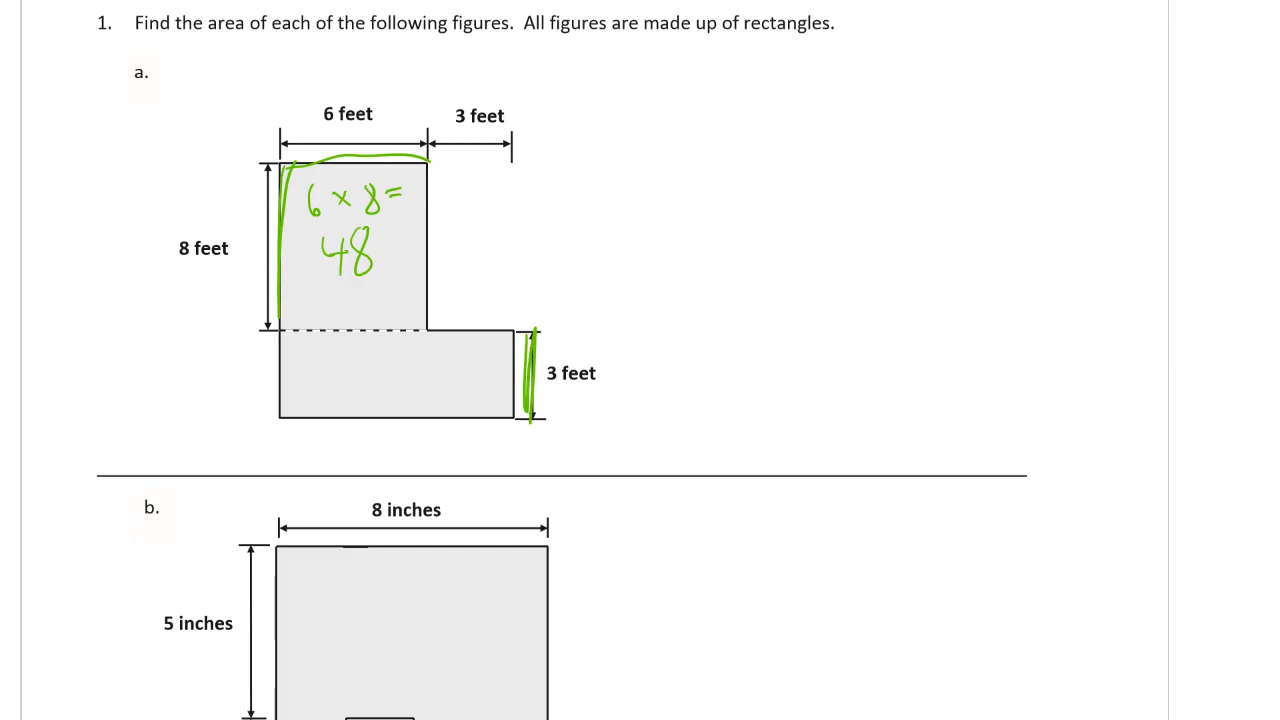 1. Find the area of each of the following figures. All figures are made up of rectangles.
a.
6 feet
3 feet
6 × 8 =
48
8 feet
3 feet
b.
8 inches
5 inches